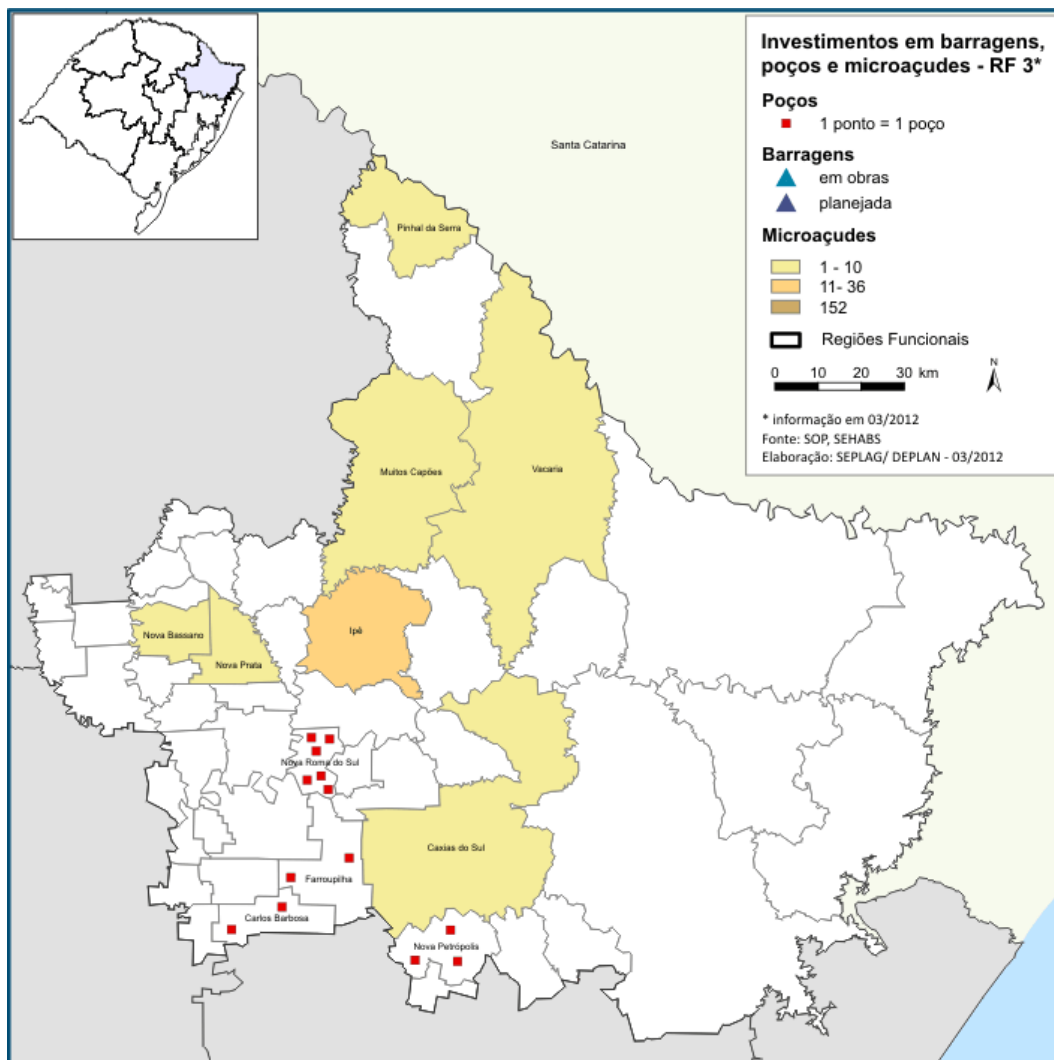 Investimentos em barragens,
poços e microaçudes - RF 3*
Poços
1 ponto = 1 poço
Barragens
em obras
planejada
Microaçudes
1 - 10
11- 36
152
Regiões Funcionais
0 10 20 30 km
N
* informação em 03/2012
Fonte: SOP, SEHABS
Elaboração: SEPLAG/ DEPLAN - 03/2012
Santa Catarina
Pinhal da Serra
Muitos Capões
Vacaria
Nova Bassano
Ipê
Nova Prata
Nova Roma do Sul
Caxias do Sul
Farroupilha
Carlos Barbosa
Nova Petrópolis